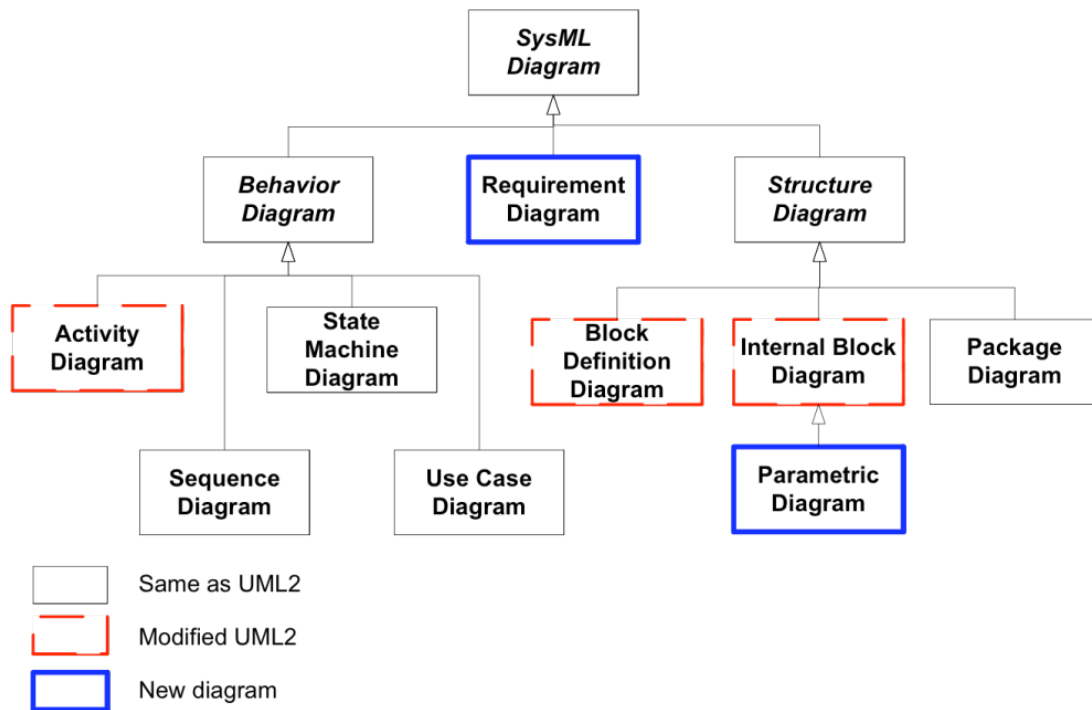 SysML
Diagram
Behavior
Diagram
Requirement
Diagram
Structure
Diagram
Activity
Diagram
State
Machine
Diagram
Block
Definition
Diagram
Internal Block
Diagram
Package
Diagram
Sequence
Diagram
Use Case
Diagram
Parametric
Diagram
Same as UML2
Modified UML2
New diagram